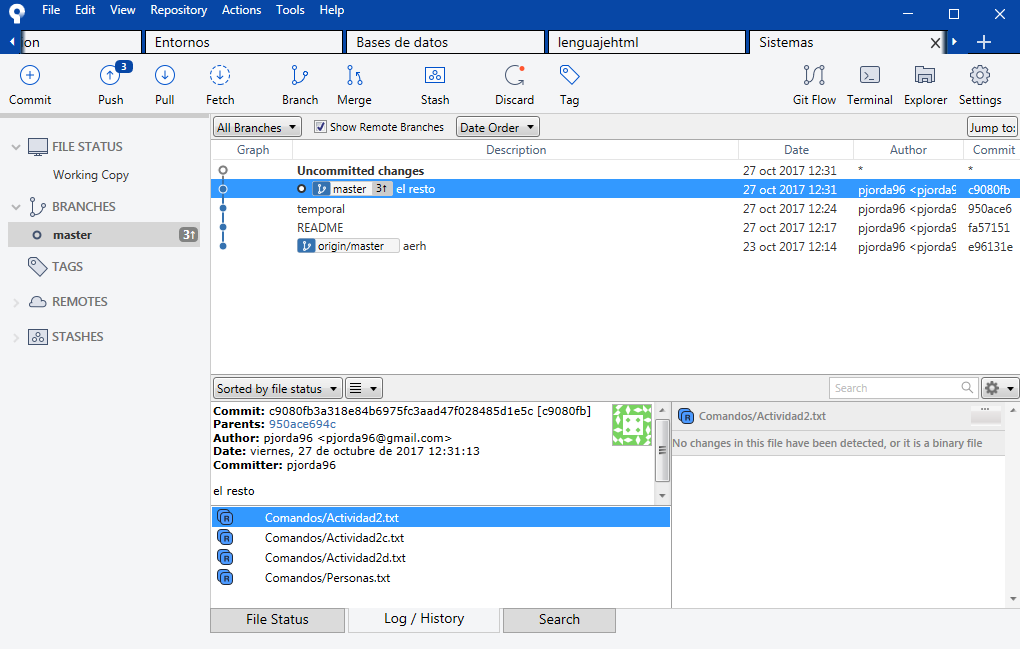 File Edit View Repository Actions Tools Help
on Entornos Bases de datos lenguajehtml Sistemas
3
Commit Push Pull Fetch Branch Merge Stash Discard Tag Git Flow Terminal Explorer Settings
All Branches Show Remote Branches Date Order Jump to:
Graph Description Date Author Commit
Uncommitted changes 27 oct 2017 12:31 * *
master 3↑ el resto 27 oct 2017 12:31 pjorda96 <pjorda9 c9080fb
temporal 27 oct 2017 12:24 pjorda96 <pjorda9 950ace6
README 27 oct 2017 12:17 pjorda96 <pjorda9 fa57151
origin/master aerh 23 oct 2017 12:14 pjorda96 <pjorda9 e96131e
FILE STATUS
Working Copy
BRANCHES
master 3↑
TAGS
REMOTES
STASHES
Sorted by file status Search
Commit: c9080fb3a318e84b6975fc3aad47f028485d1e5c [c9080fb]
Parents: 950ace694c
Author: pjorda96 <pjorda96@gmail.com>
Date: viernes, 27 de octubre de 2017 12:31:13
Committer: pjorda96
el resto
R Comandos/Actividad2.txt
R Comandos/Actividad2c.txt
R Comandos/Actividad2d.txt
R Comandos/Personas.txt
R Comandos/Actividad2.txt ...
No changes in this file have been detected, or it is a binary file
File Status Log / History Search